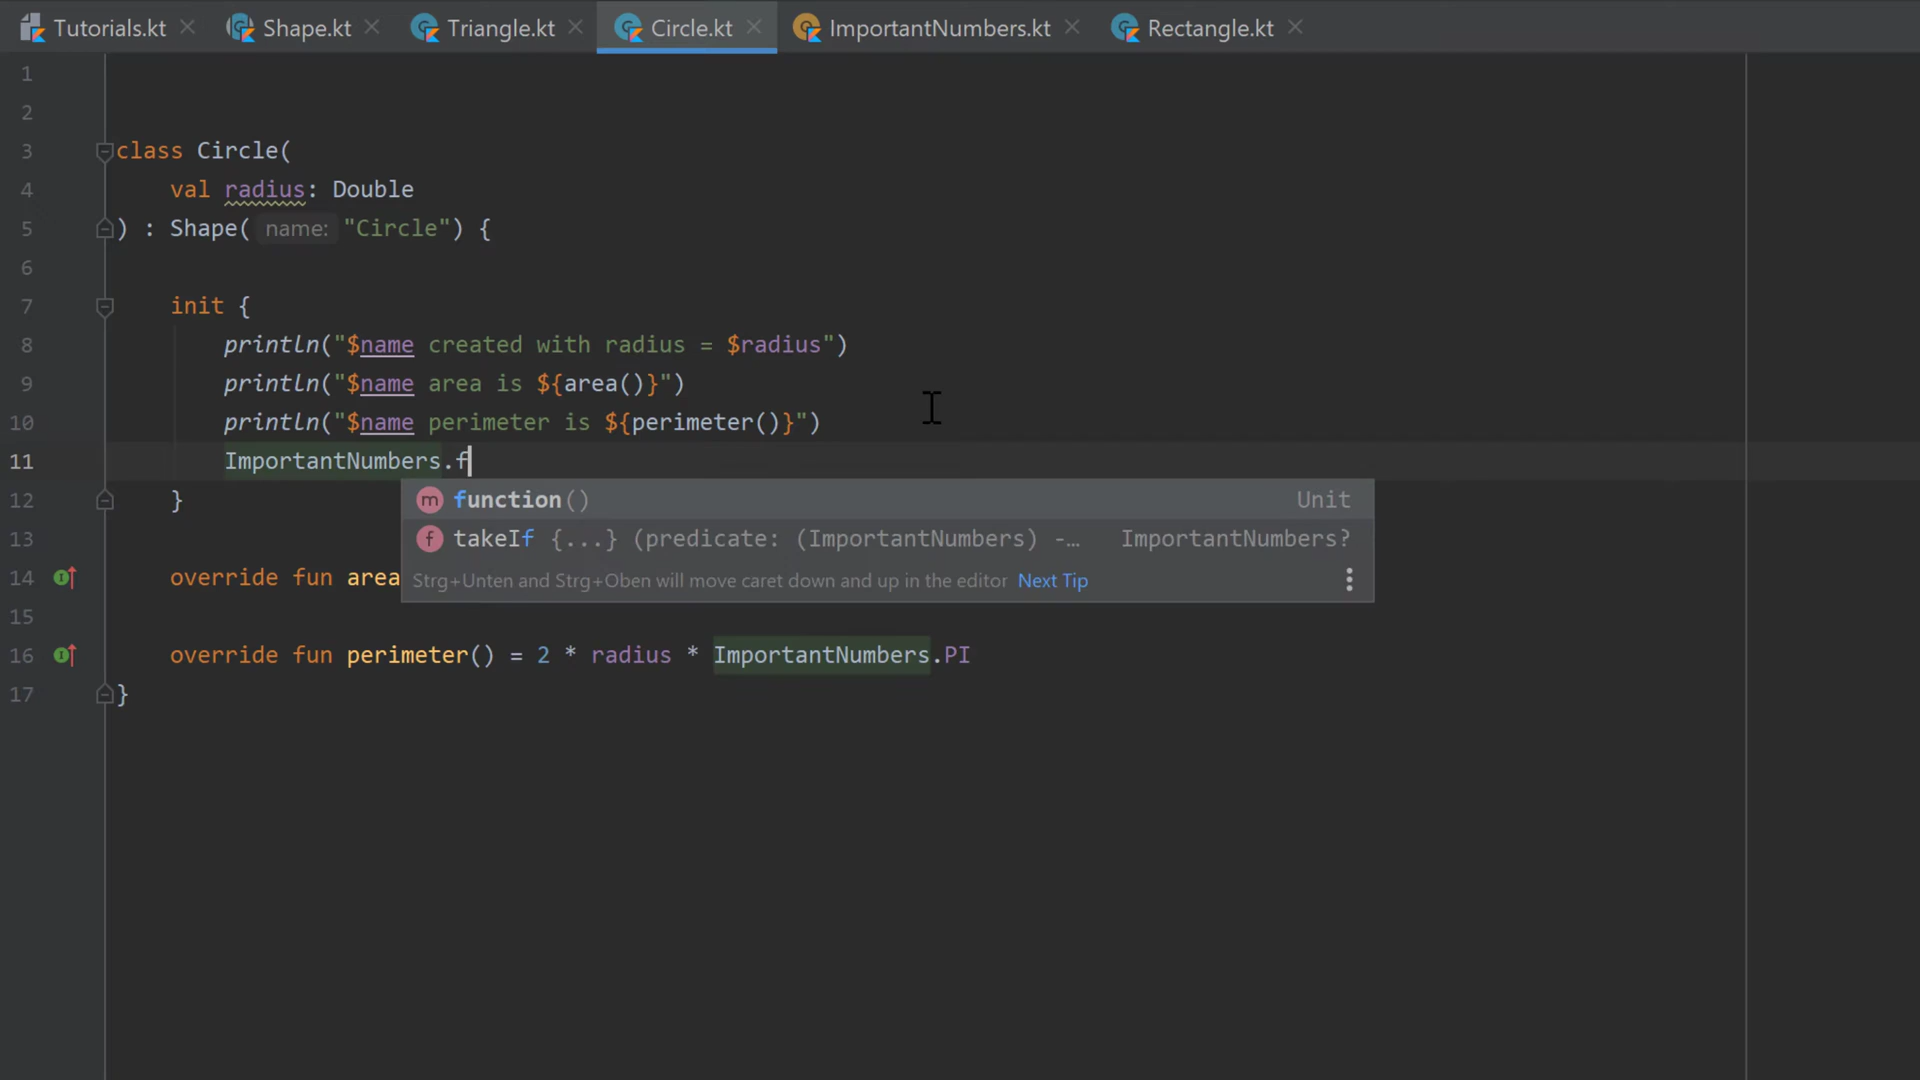 Tutorials.kt Shape.kt Triangle.kt Circle.kt ImportantNumbers.kt Rectangle.kt
1
2
3 class Circle(
4 val radius: Double
5 ) : Shape( name: "Circle") {
6
7 init {
8 println("$name created with radius = $radius")
9 println("$name area is ${area()}")
10 println("$name perimeter is ${perimeter()}")
11 ImportantNumbers.f
function() Unit
12 }
13 takeIf {...} (predicate: (ImportantNumbers) -… ImportantNumbers?
14 override fun area
Strg+Unten and Strg+Oben will move caret down and up in the editor Next Tip
15
16 override fun perimeter() = 2 * radius * ImportantNumbers.PI
17 }